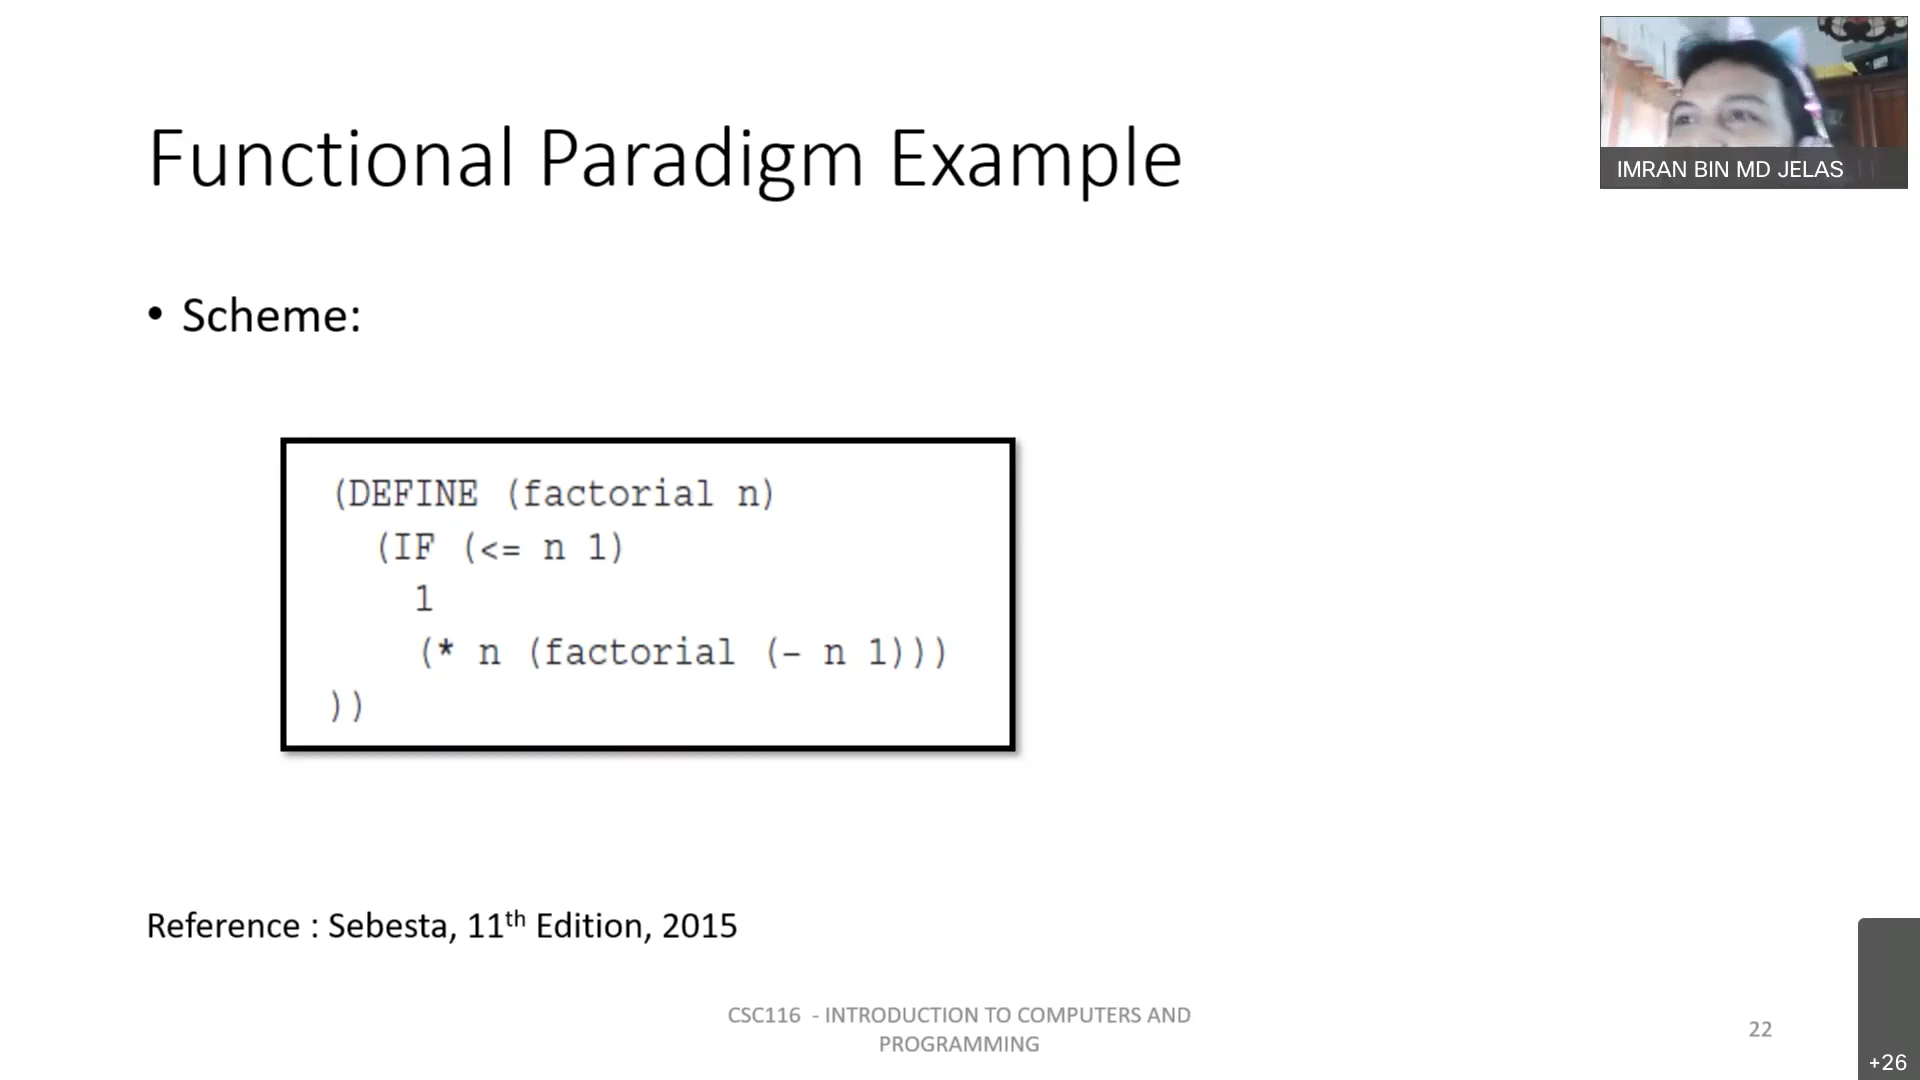 Functional Paradigm Example
IMRAN BIN MD JELAS
• Scheme:
(DEFINE (factorial n)
(IF (<= n 1)
1
(* n (factorial (- n 1)))
))
Reference : Sebesta, 11th Edition, 2015
CSC116 - INTRODUCTION TO COMPUTERS AND
PROGRAMMING
22
+26